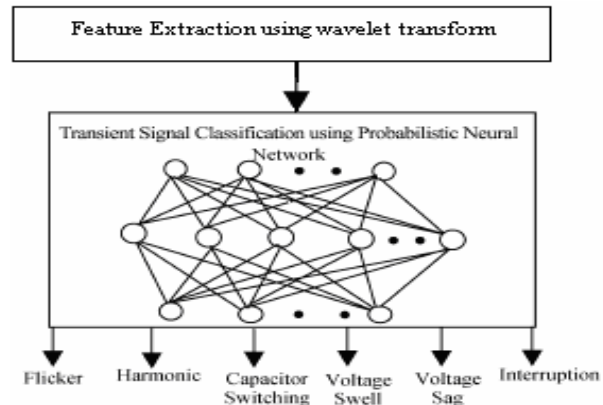 Feature Extraction using wavelet transform
Transient Signal Classification using Probabilistic Neural
Network
Flicker
Harmonic
Capacitor
Switching
Voltage
Swell
Voltage
Sag
Interruption